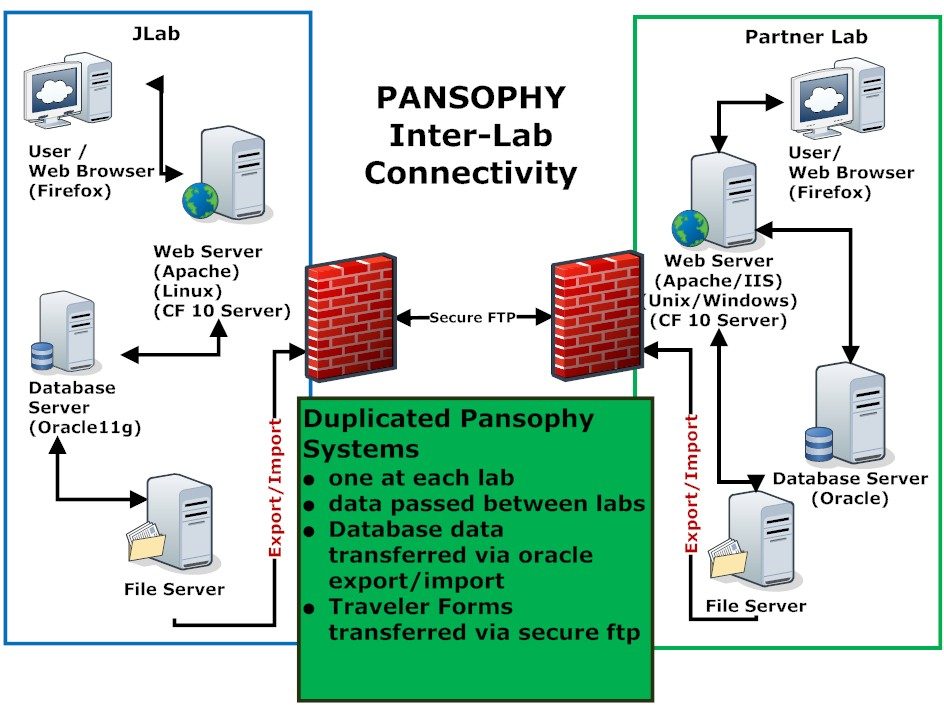 JLab
Partner Lab
PANSOPHY
Inter-Lab
Connectivity
User /
Web Browser
(Firefox)
Web Server
(Apache)
(Linux)
(CF 10 Server)
Database
Server
(Oracle11g)
File Server
Export/Import
Secure FTP
User/
Web Browser
(Firefox)
Web Server
(Apache/IIS)
(Unix/Windows)
(CF 10 Server)
Database Server
(Oracle)
Export/Import
File Server
Duplicated Pansophy
Systems
● one at each lab
● data passed between labs
● Database data
transferred via oracle
export/import
● Traveler Forms
transferred via secure ftp